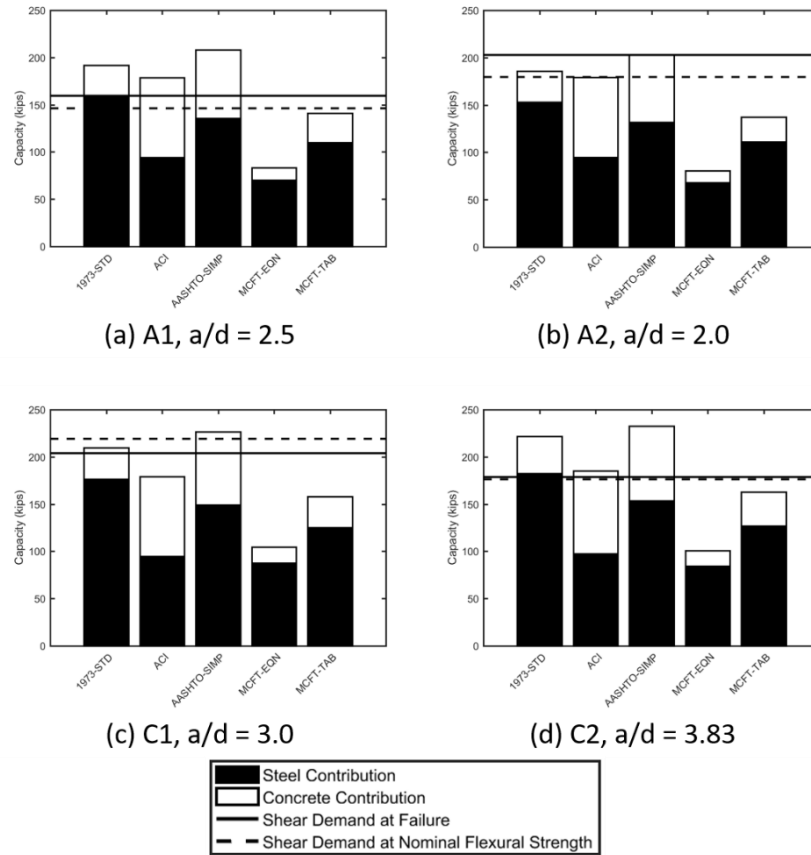 250
200
150
100
50
0
Capacity (kips)
1973-STD
ACI
AASHTO-SIMP
MCFT-EQN
MCFT-TAB
(a) A1, a/d = 2.5
250
200
150
100
50
0
Capacity (kips)
1973-STD
ACI
AASHTO-SIMP
MCFT-EQN
MCFT-TAB
(b) A2, a/d = 2.0
250
200
150
100
50
0
Capacity (kips)
1973-STD
ACI
AASHTO-SIMP
MCFT-EQN
MCFT-TAB
(c) C1, a/d = 3.0
250
200
150
100
50
0
Capacity (kips)
1973-STD
ACI
AASHTO-SIMP
MCFT-EQN
MCFT-TAB
(d) C2, a/d = 3.83
Steel Contribution
Concrete Contribution
Shear Demand at Failure
Shear Demand at Nominal Flexural Strength